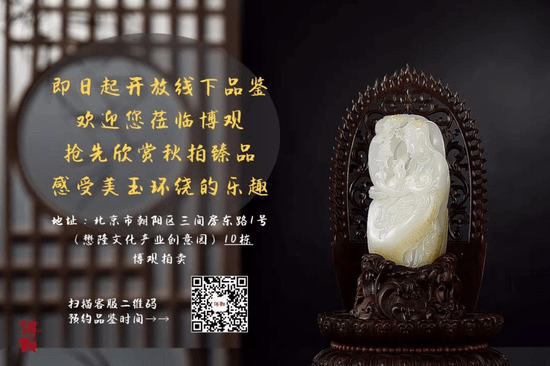 即日起开放线下品鉴
欢迎您莅临博观
抢先欣赏秋拍臻品
感受美玉环绕的乐趣
地址：北京市朝阳区三间房东路1号
（懋隆文化产业创意园）10栋
博观拍卖
扫描客服二维码
预约品鉴时间→→
博观